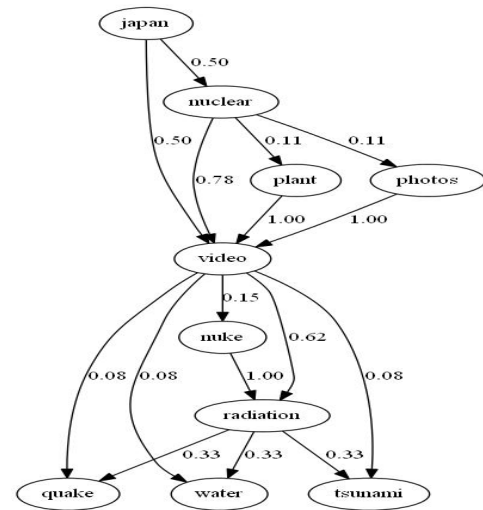 japan
0.50
nuclear
0.50 0.11 0.11
0.78 plant photos
1.00 1.00
video
0.15
nuke 0.62
0.08 0.08 1.00 0.08
radiation
0.33 0.33 0.33
quake water tsunami